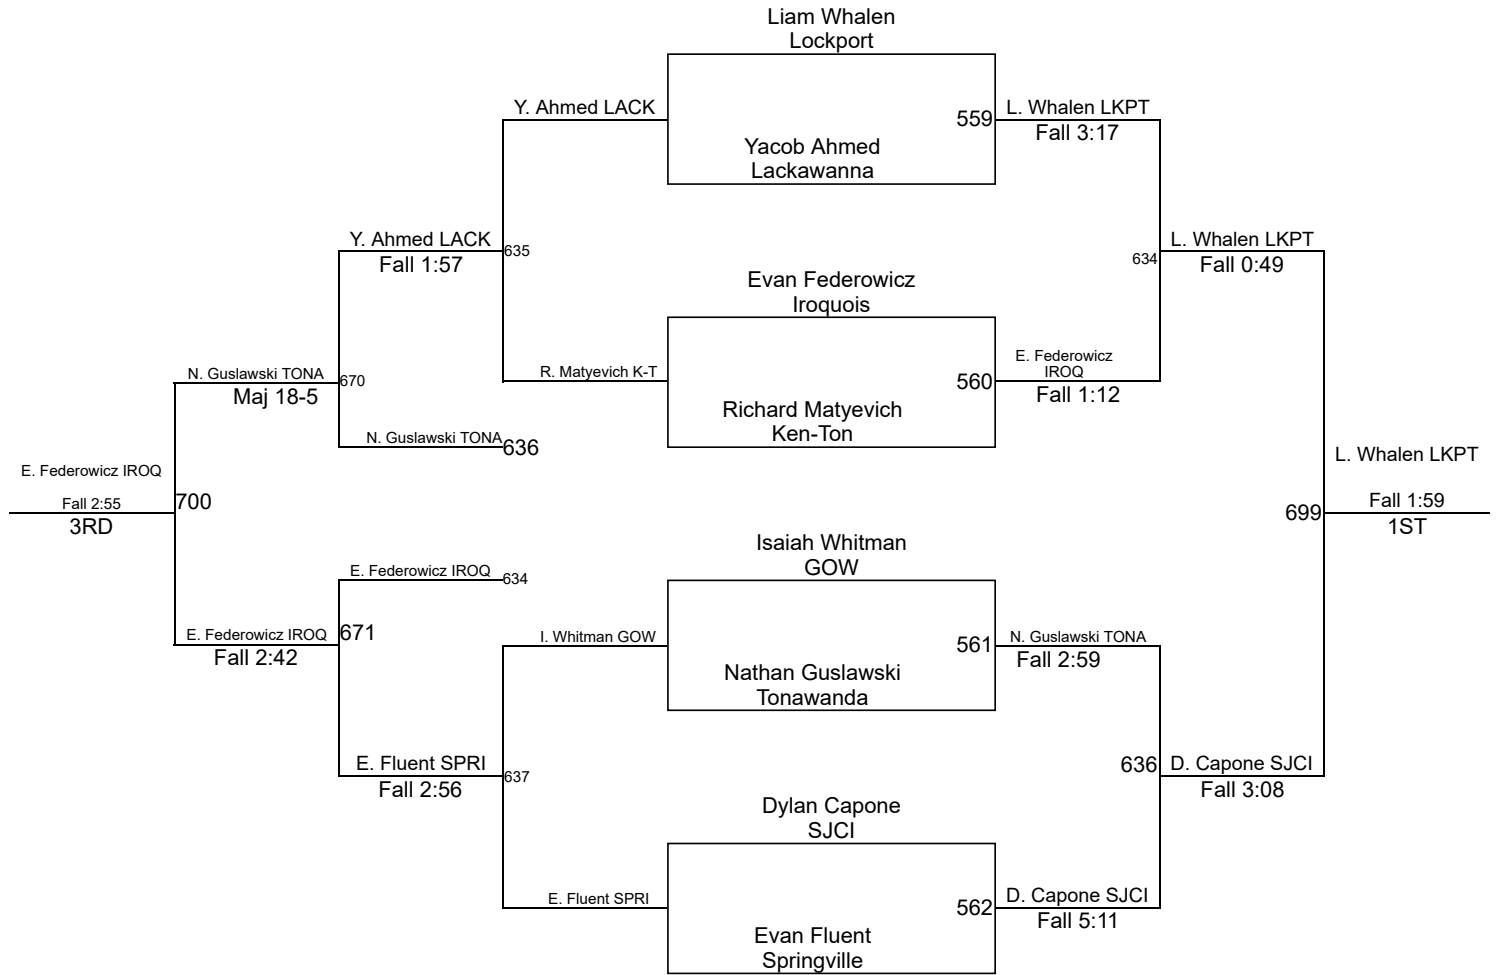 Liam Whalen
Lockport
Y. Ahmed LACK
559
L. Whalen LKPT
Fall 3:17
Yacob Ahmed
Lackawanna
Y. Ahmed LACK
635
Fall 1:57
L. Whalen LKPT
634
Fall 0:49
Evan Federowicz
Iroquois
N. Guslawski TONA
670
Maj 18-5
R. Matyevich K-T
560
E. Federowicz
IROQ
Fall 1:12
Richard Matyevich
Ken-Ton
N. Guslawski TONA
636
E. Federowicz IROQ
Fall 2:55
3RD
700
L. Whalen LKPT
699
Fall 1:59
1ST
Isaiah Whitman
GOW
E. Federowicz IROQ
634
E. Federowicz IROQ
671
Fall 2:42
I. Whitman GOW
561
N. Guslawski TONA
Fall 2:59
Nathan Guslawski
Tonawanda
E. Fluent SPRI
637
Fall 2:56
636
D. Capone SJCI
Fall 3:08
Dylan Capone
SJCI
E. Fluent SPRI
562
D. Capone SJCI
Fall 5:11
Evan Fluent
Springville